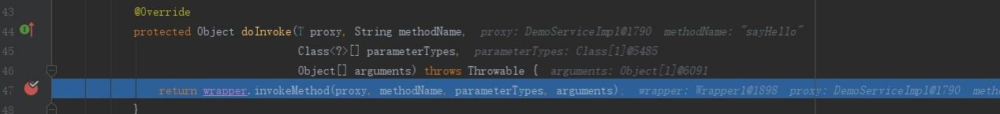 43 @Override
44 protected Object doInvoke(T proxy, String methodName, proxy: DemoServiceImpl@1790 methodName: "sayHello"
45 Class<?>[] parameterTypes, parameterTypes: Class[1]@5485
46 Object[] arguments) throws Throwable { arguments: Object[1]@6091
47 return wrapper.invokeMethod(proxy, methodName, parameterTypes, arguments); wrapper: Wrapper1@1898 proxy: DemoServiceImpl@1790 meth
48 }